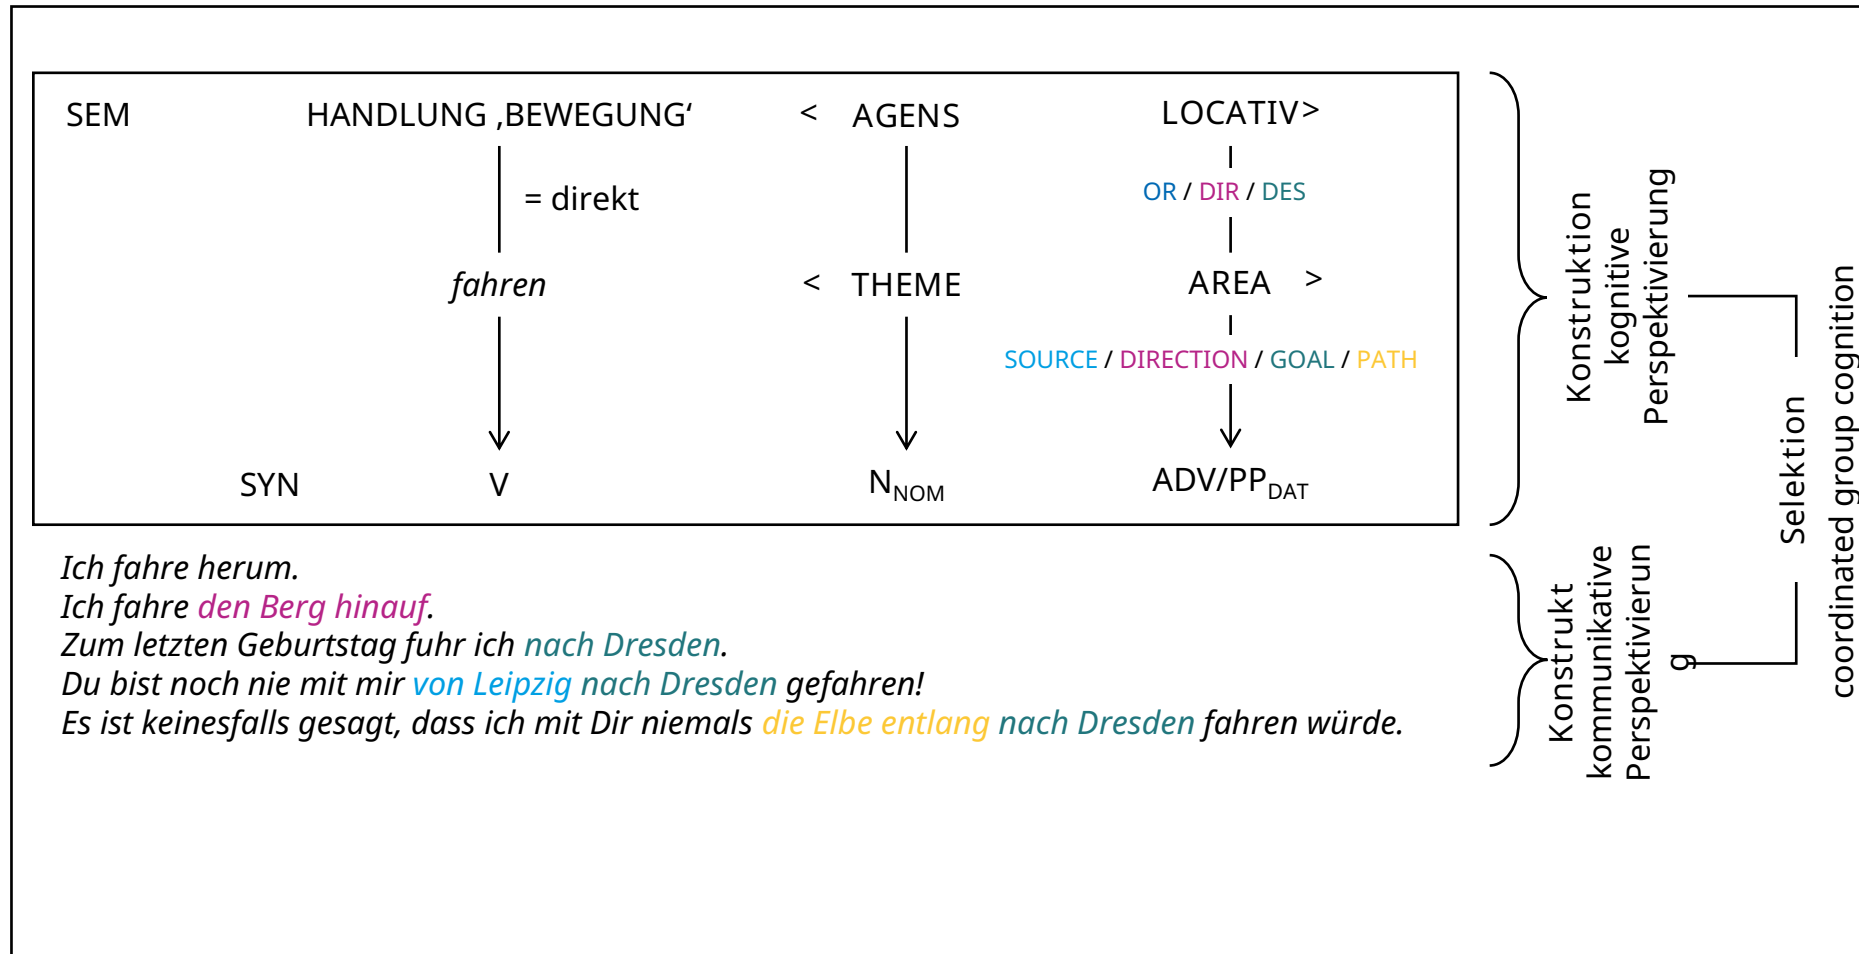 SEM HANDLUNG ‚BEWEGUNG‘ < AGENS LOCATIV>
= direkt
OR / DIR / DES
fahren < THEME AREA >
SOURCE / DIRECTION / GOAL / PATH
SYN V N_NOM ADV/PP_DAT
Ich fahre herum.
Ich fahre den Berg hinauf.
Zum letzten Geburtstag fuhr ich nach Dresden.
Du bist noch nie mit mir von Leipzig nach Dresden gefahren!
Es ist keinesfalls gesagt, dass ich mit Dir niemals die Elbe entlang nach Dresden fahren würde.
Konstruktion
kognitive
Perspektivierung
Konstrukt
kommunikative
Perspektivierun
g
Selektion
coordinated group cognition